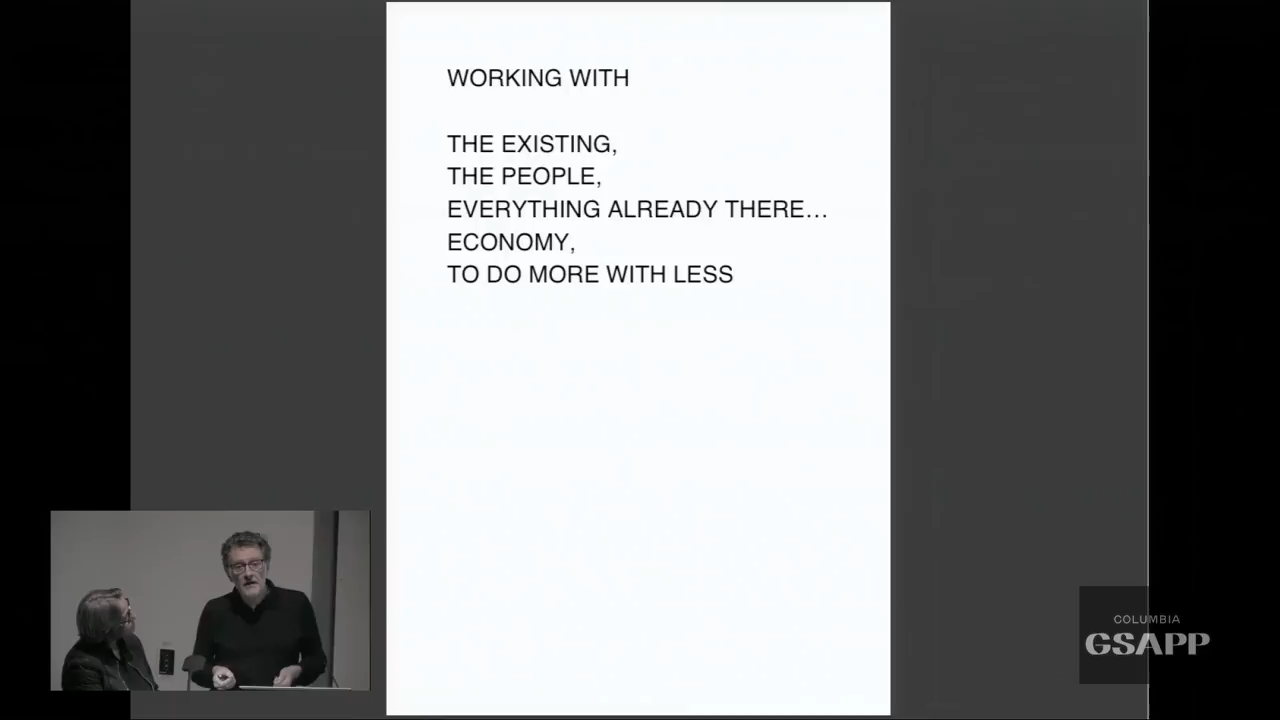 WORKING WITH
THE EXISTING,
THE PEOPLE,
EVERYTHING ALREADY THERE…
ECONOMY,
TO DO MORE WITH LESS
COLUMBIA
GSAPP